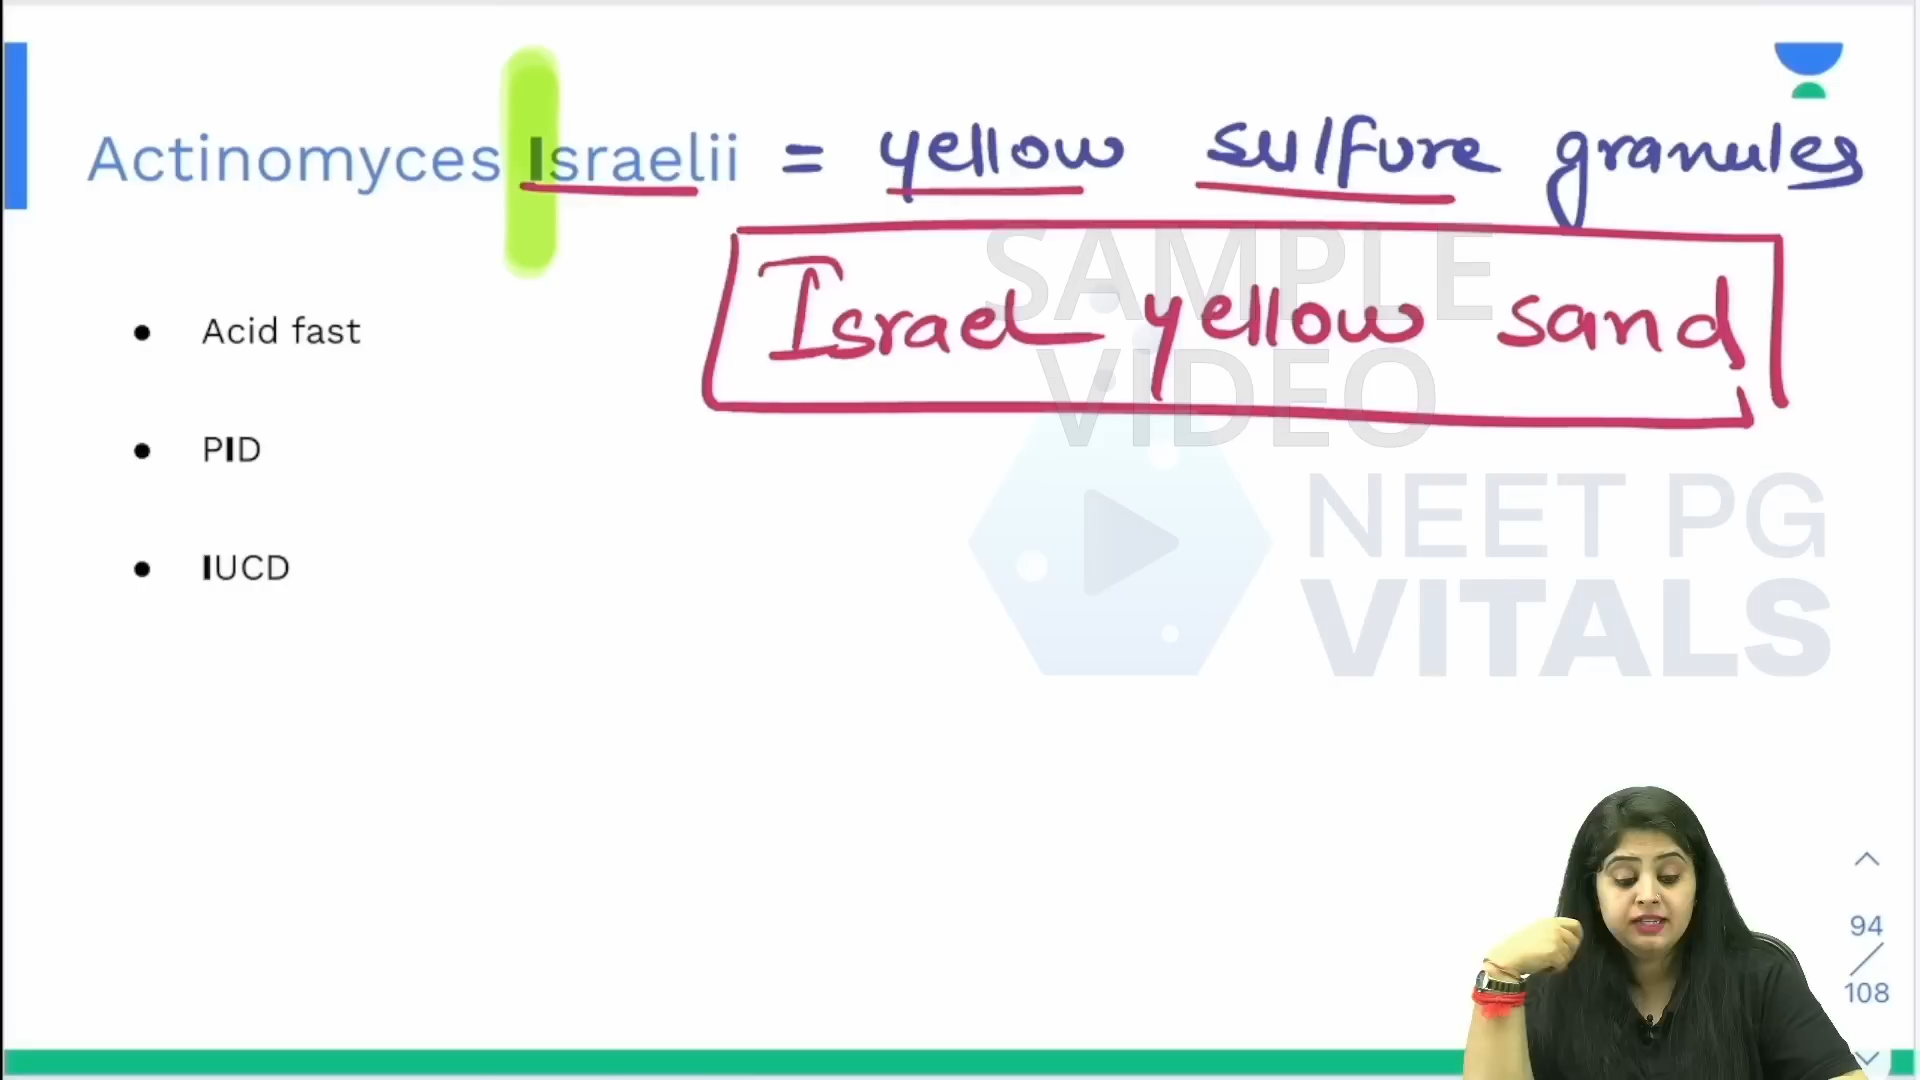 Actinomyces Israelii = yellow sulfure granules
Israel yellow sand
SAMPLE
VIDEO
Acid fast
PID
IUCD
NEET PG
VITALS
94
108